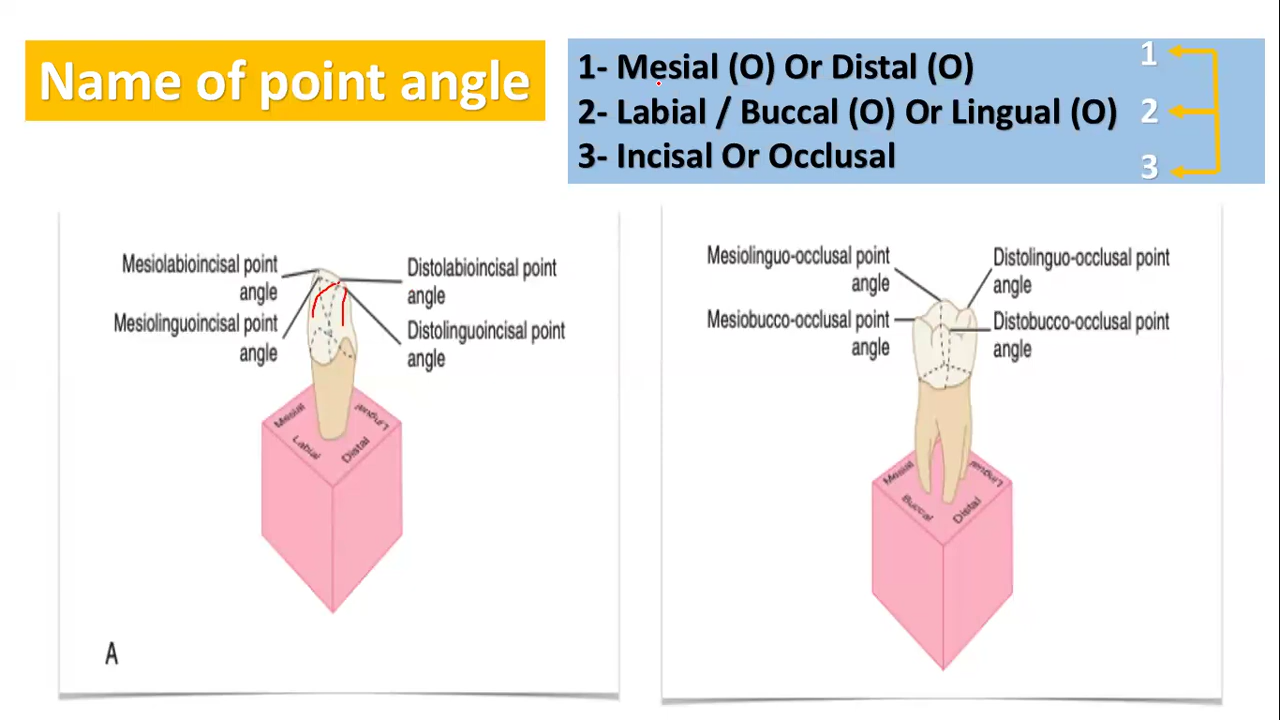 Name of point angle
1- Mesial (O) Or Distal (O)
2- Labial / Buccal (O) Or Lingual (O)
3- Incisal Or Occlusal
1
2
3
Mesiolabioincisal point
angle
Mesiolinguoincisal point
angle
Distolabioincisal point
angle
Distolinguoincisal point
angle
Mesial
Lingual
Labial
Distal
A
Mesiolinguo-occlusal point
angle
Mesiobucco-occlusal point
angle
Distolinguo-occlusal point
angle
Distobucco-occlusal point
angle
Mesial
Lingual
Buccal
Distal